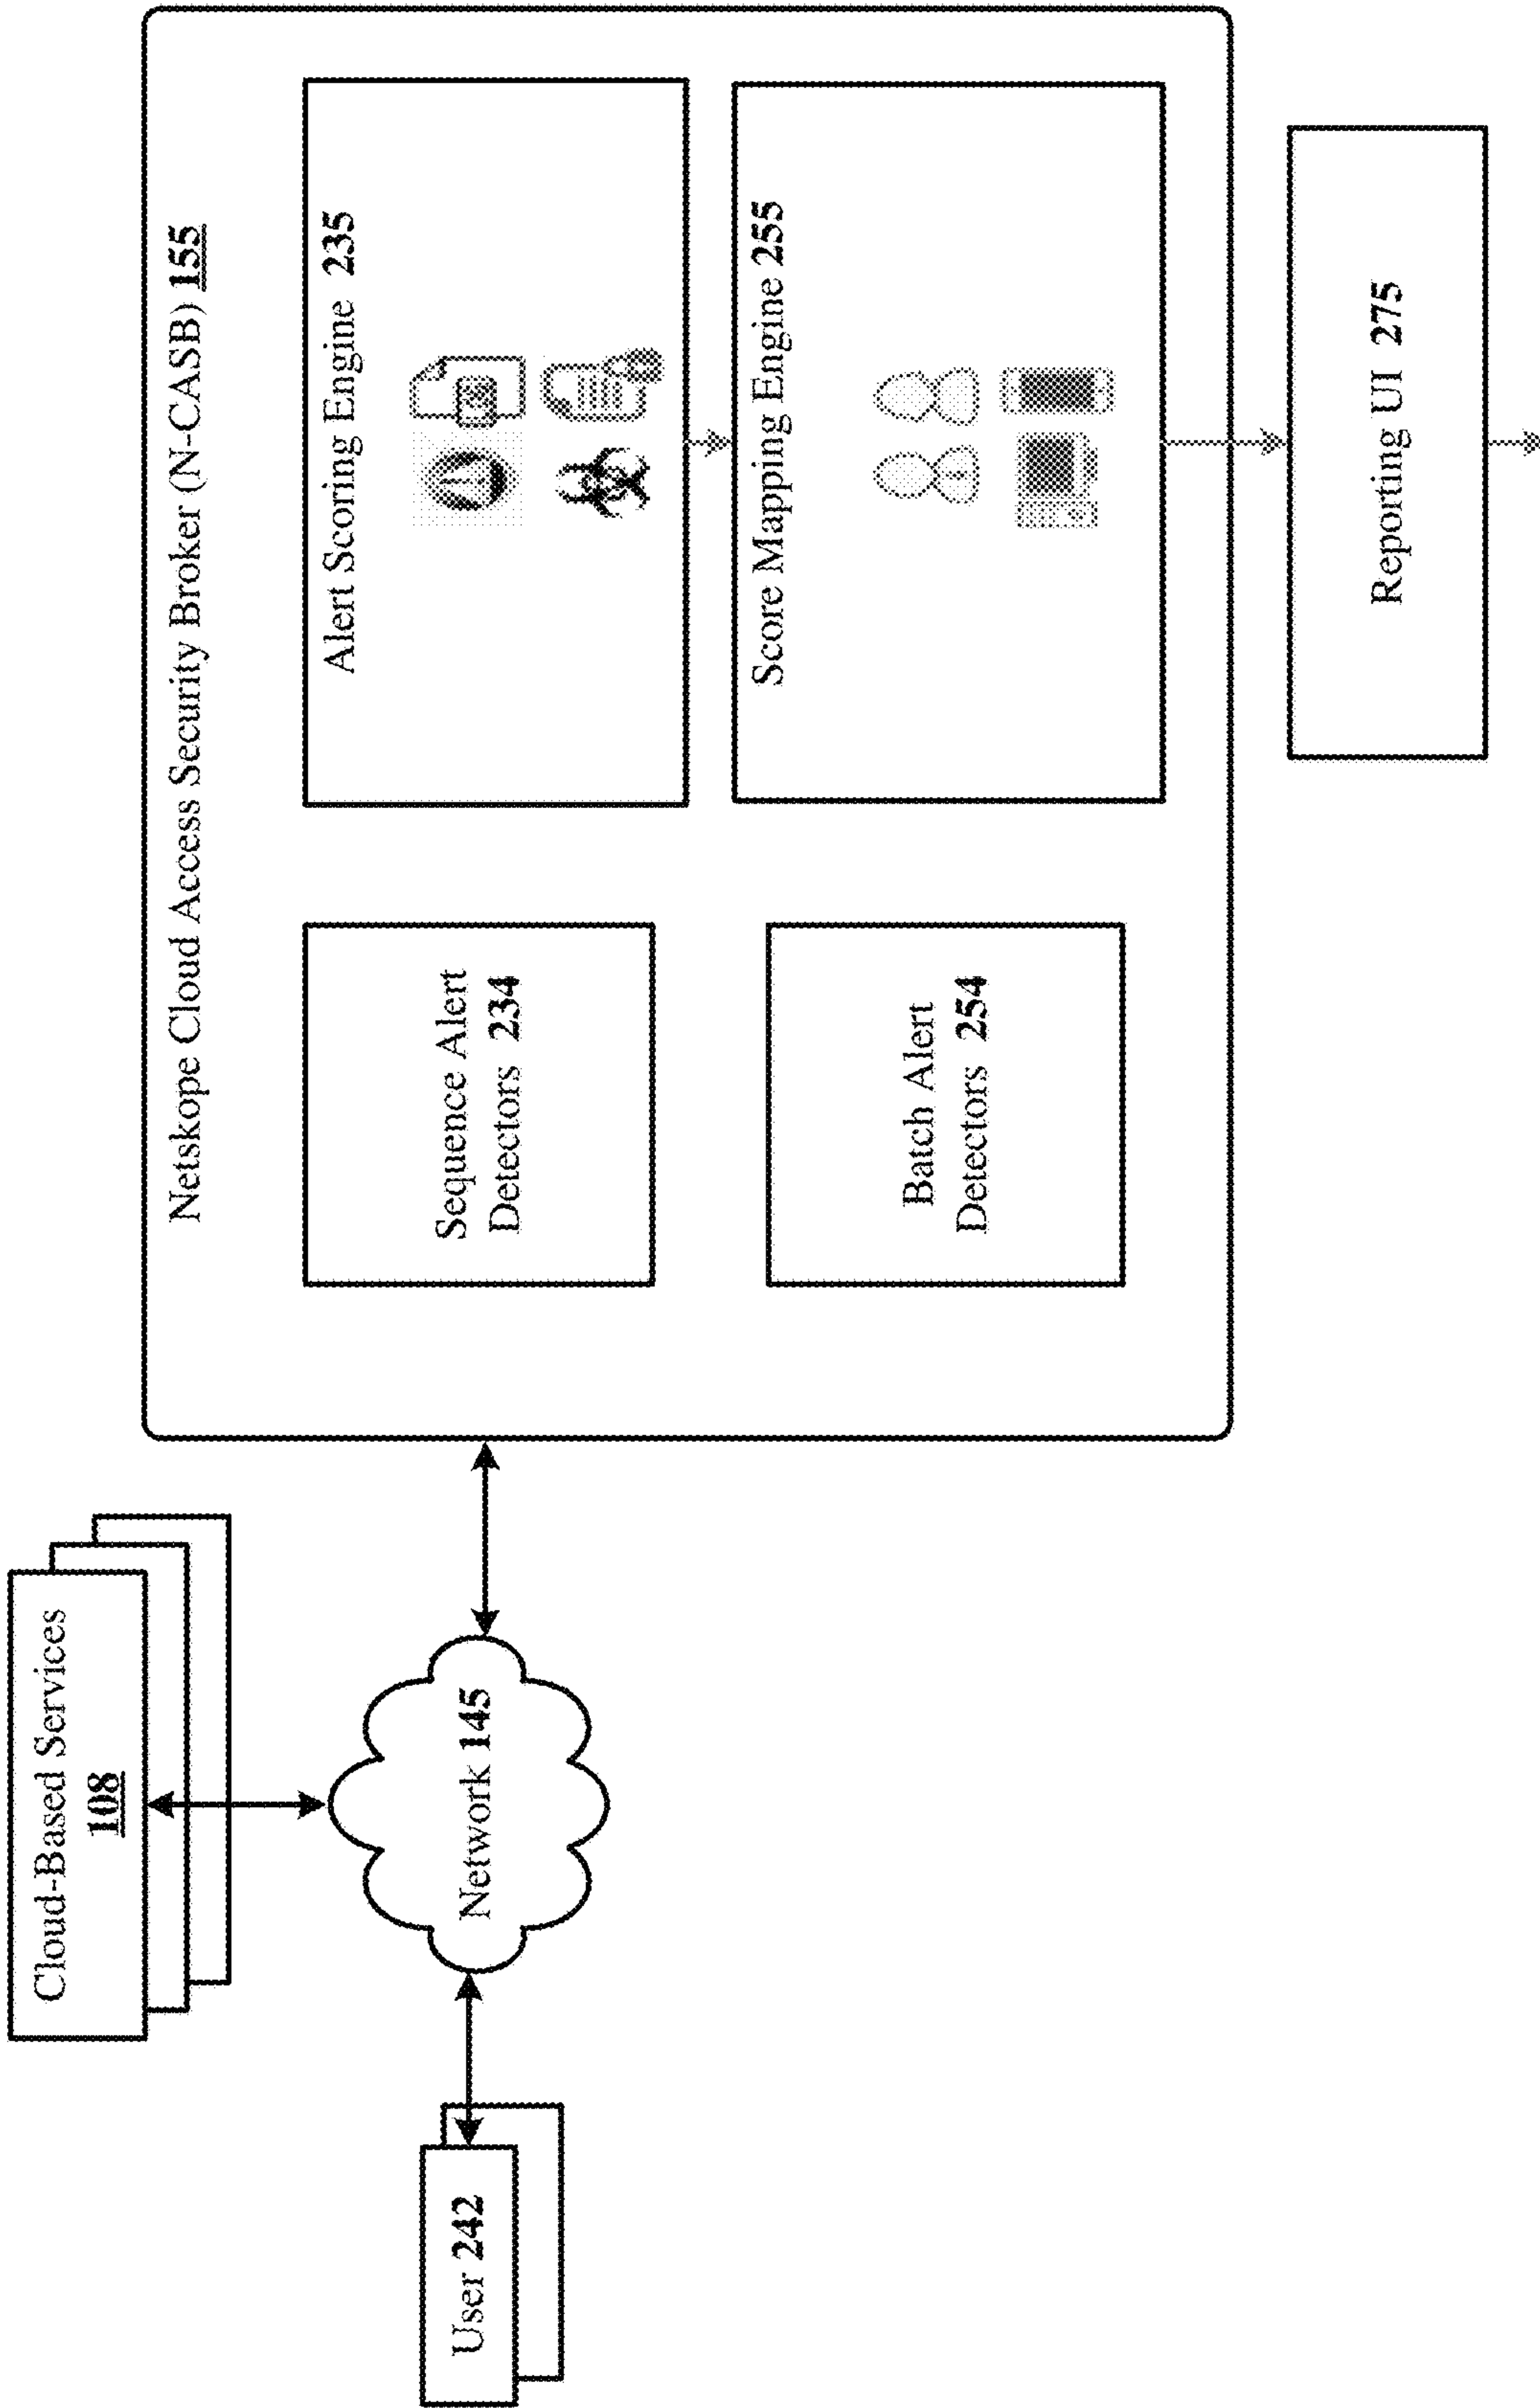 Cloud-Based Services
108
User 242
Network 145
Netskope Cloud Access Security Broker (N-CASB) 155
Sequence Alert
Detectors 234
Alert Scoring Engine 235
Batch Alert
Detectors 254
Score Mapping Engine 255
Reporting UI 275